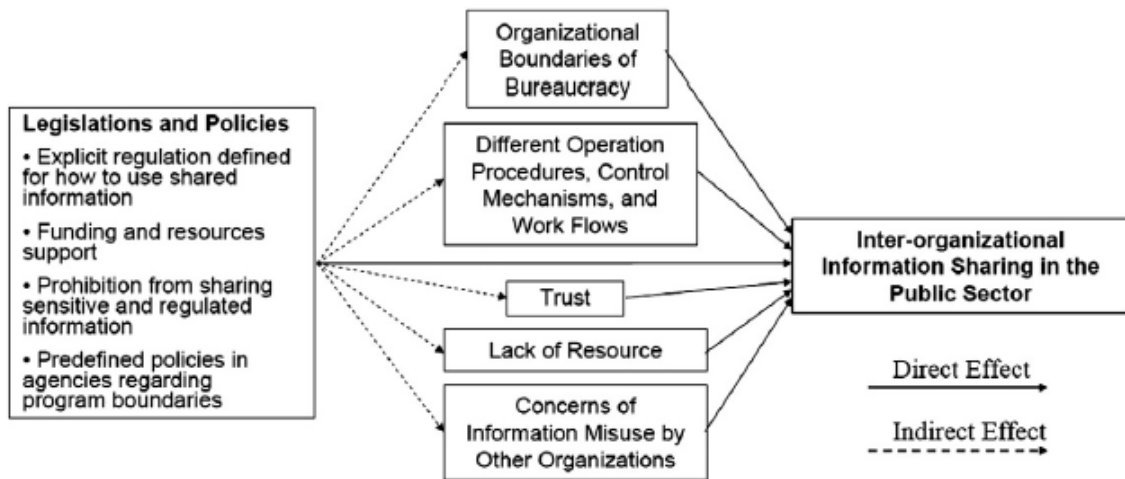 Legislations and Policies
• Explicit regulation defined
for how to use shared
information
• Funding and resources
support
• Prohibition from sharing
sensitive and regulated
information
• Predefined policies in
agencies regarding
program boundaries
Organizational
Boundaries of
Bureaucracy
Different Operation
Procedures, Control
Mechanisms, and
Work Flows
Trust
Lack of Resource
Concerns of
Information Misuse by
Other Organizations
Inter-organizational
Information Sharing in the
Public Sector
Direct Effect
Indirect Effect